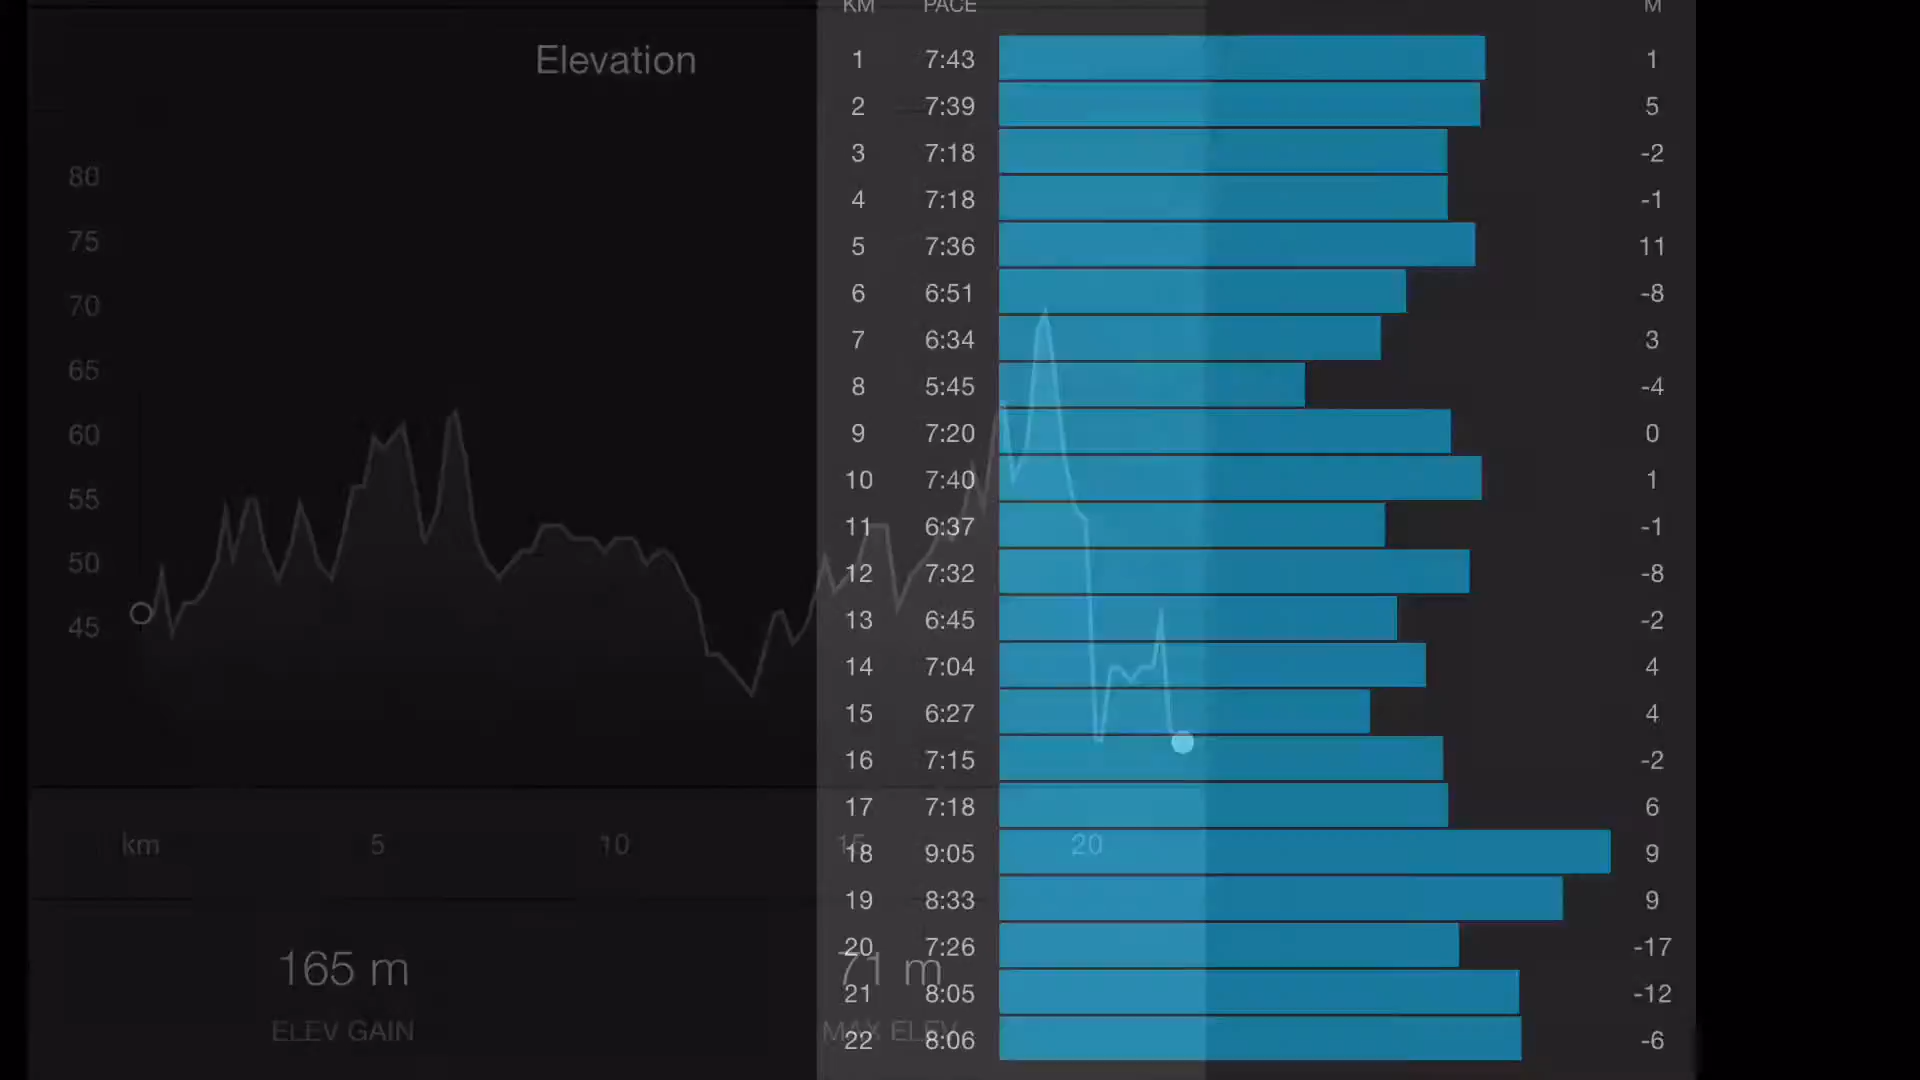 KM PACE M
Elevation
1 7:43 1
2 7:39 5
3 7:18 -2
4 7:18 -1
5 7:36 11
6 6:51 -8
7 6:34 3
8 5:45 -4
9 7:20 0
10 7:40 1
11 6:37 -1
12 7:32 -8
13 6:45 -2
14 7:04 4
15 6:27 4
16 7:15 -2
17 7:18 6
18 9:05 9
19 8:33 9
20 7:26 -17
21 8:05 -12
22 8:06 -6
80
75
70
65
60
55
50
45
km 5 10 15 20
165 m 71 m
ELEV GAIN MAX ELEV